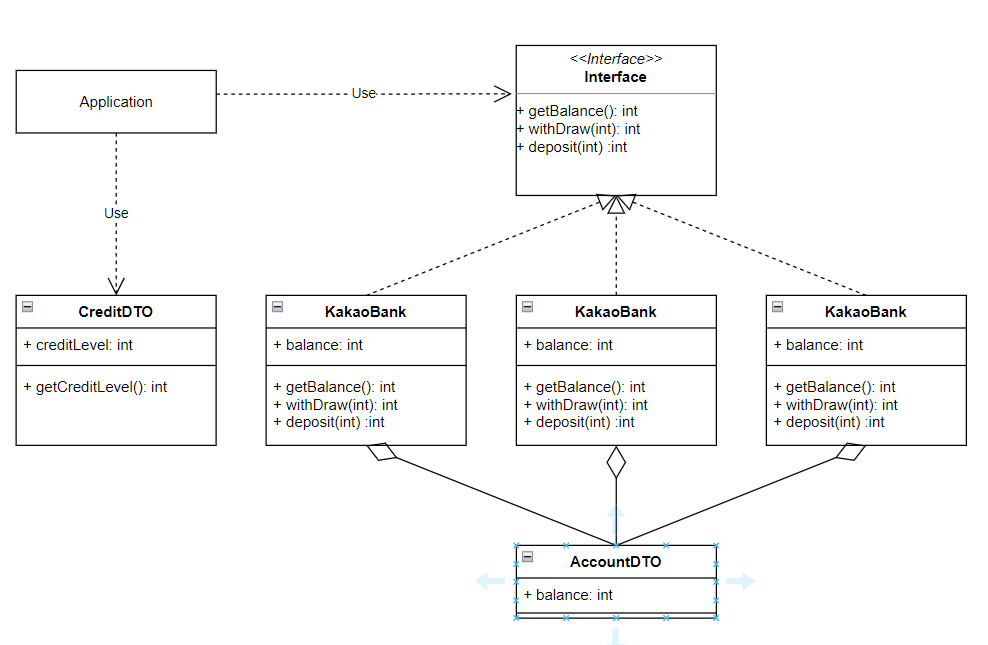 <<Interface>>
Interface
+ getBalance(): int
+ withDraw(int): int
+ deposit(int) :int
Application
Use
Use
CreditDTO
+ creditLevel: int
+ getCreditLevel(): int
KakaoBank
+ balance: int
+ getBalance(): int
+ withDraw(int): int
+ deposit(int) :int
KakaoBank
+ balance: int
+ getBalance(): int
+ withDraw(int): int
+ deposit(int) :int
KakaoBank
+ balance: int
+ getBalance(): int
+ withDraw(int): int
+ deposit(int) :int
AccountDTO
+ balance: int